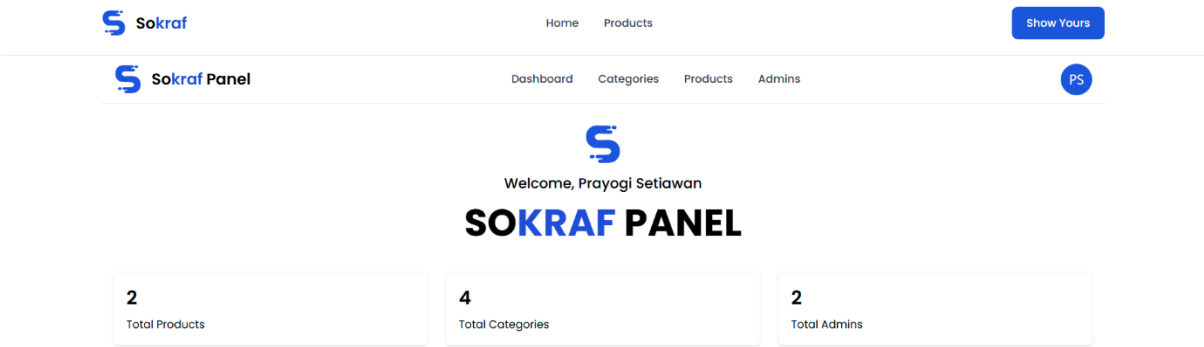 Sokraf Home Products Show Yours
Sokraf Panel Dashboard Categories Products Admins PS
Welcome, Prayogi Setiawan
SOKRAF PANEL
2 4 2
Total Products Total Categories Total Admins